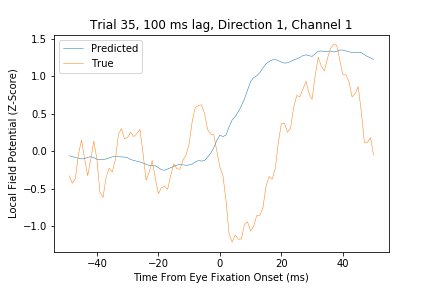 Trial 35, 100 ms lag, Direction 1, Channel 1
Predicted
True
Local Field Potential (Z-Score)
1.5
1.0
0.5
0.0
−0.5
−1.0
−40
−20
0
20
40
Time From Eye Fixation Onset (ms)